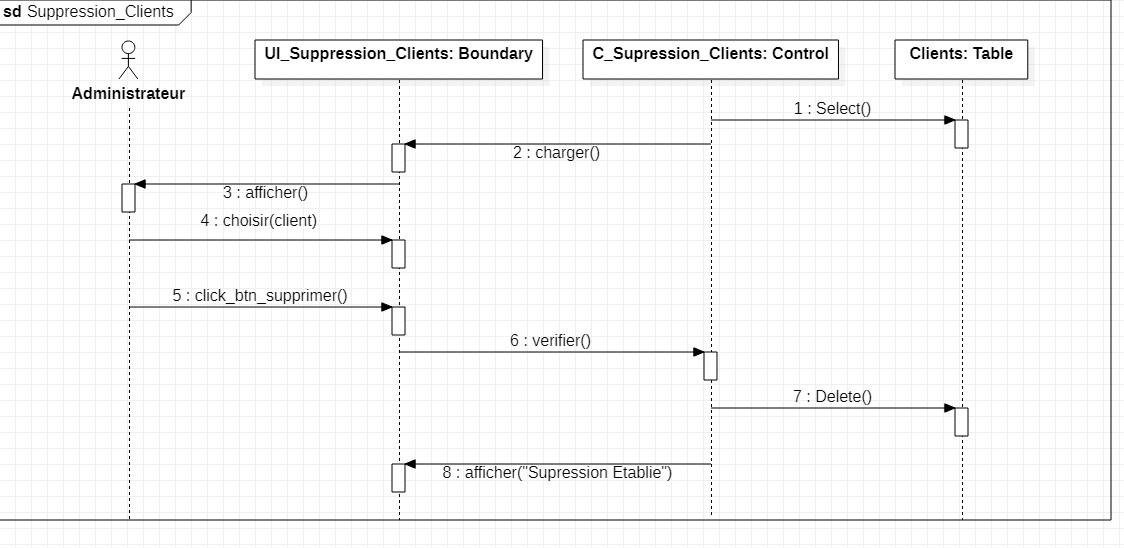 sd Suppression_Clients
UI_Suppression_Clients: Boundary
C_Supression_Clients: Control
Clients: Table
Administrateur
1 : Select()
2 : charger()
3 : afficher()
4 : choisir(client)
5 : click_btn_supprimer()
6 : verifier()
7 : Delete()
8 : afficher("Supression Etablie")